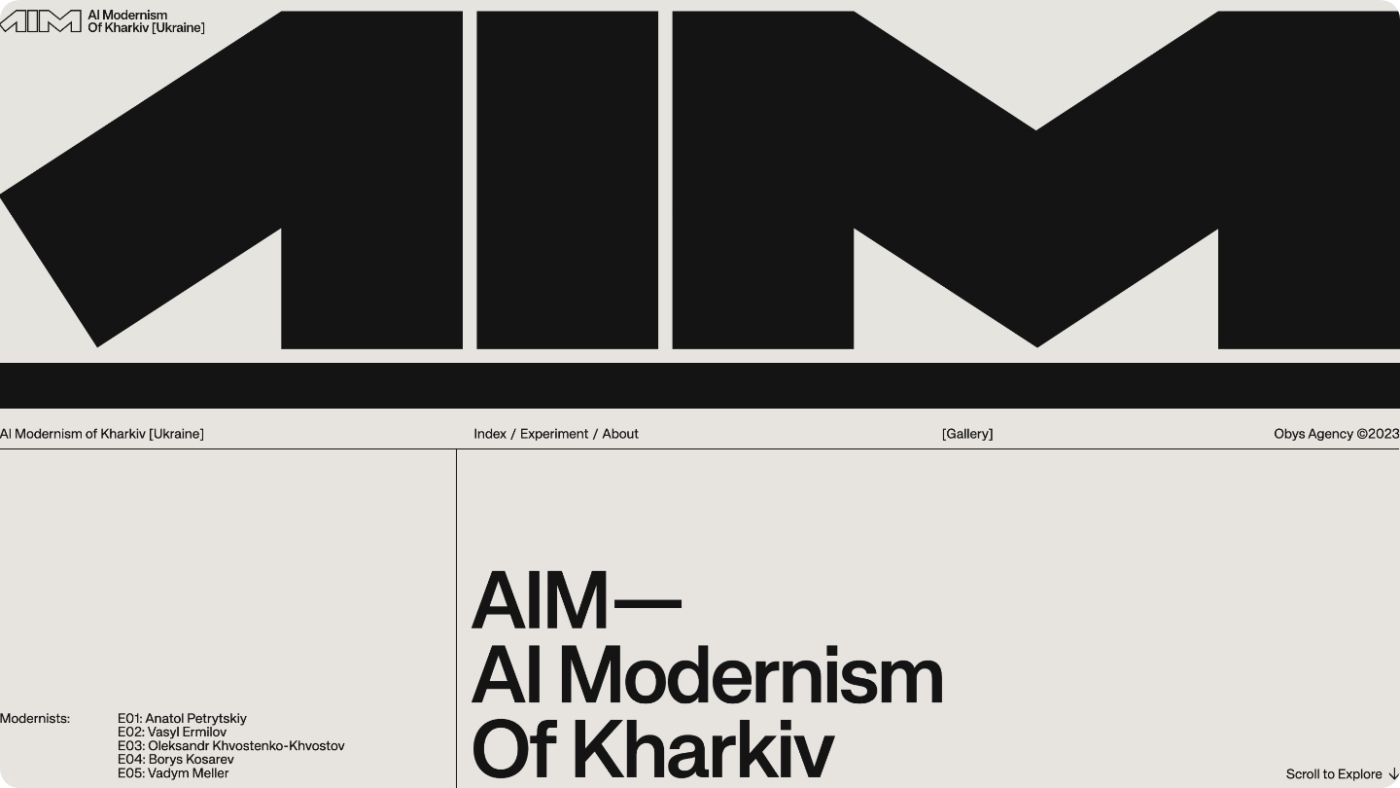 AIM
AI Modernism
Of Kharkiv [Ukraine]
AIM
AI Modernism of Kharkiv [Ukraine]
Index / Experiment / About
[Gallery]
Obys Agency ©2023
AIM—
AI Modernism
Of Kharkiv
Modernists:
E01: Anatol Petrytskiy
E02: Vasyl Ermilov
E03: Oleksandr Khvostenko-Khvostov
E04: Borys Kosarev
E05: Vadym Meller
Scroll to Explore ↓